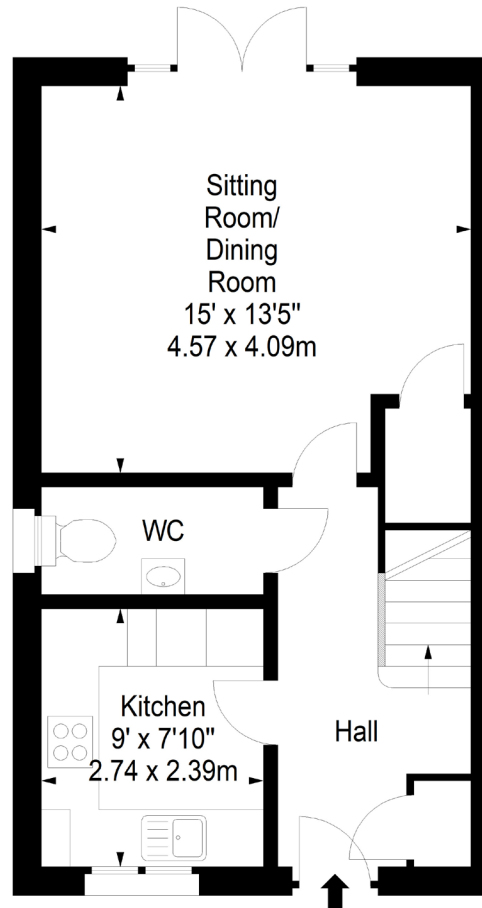 Sitting
Room/
Dining
Room
15' x 13'5"
4.57 x 4.09m
WC
Kitchen
9' x 7'10"
2.74 x 2.39m
Hall